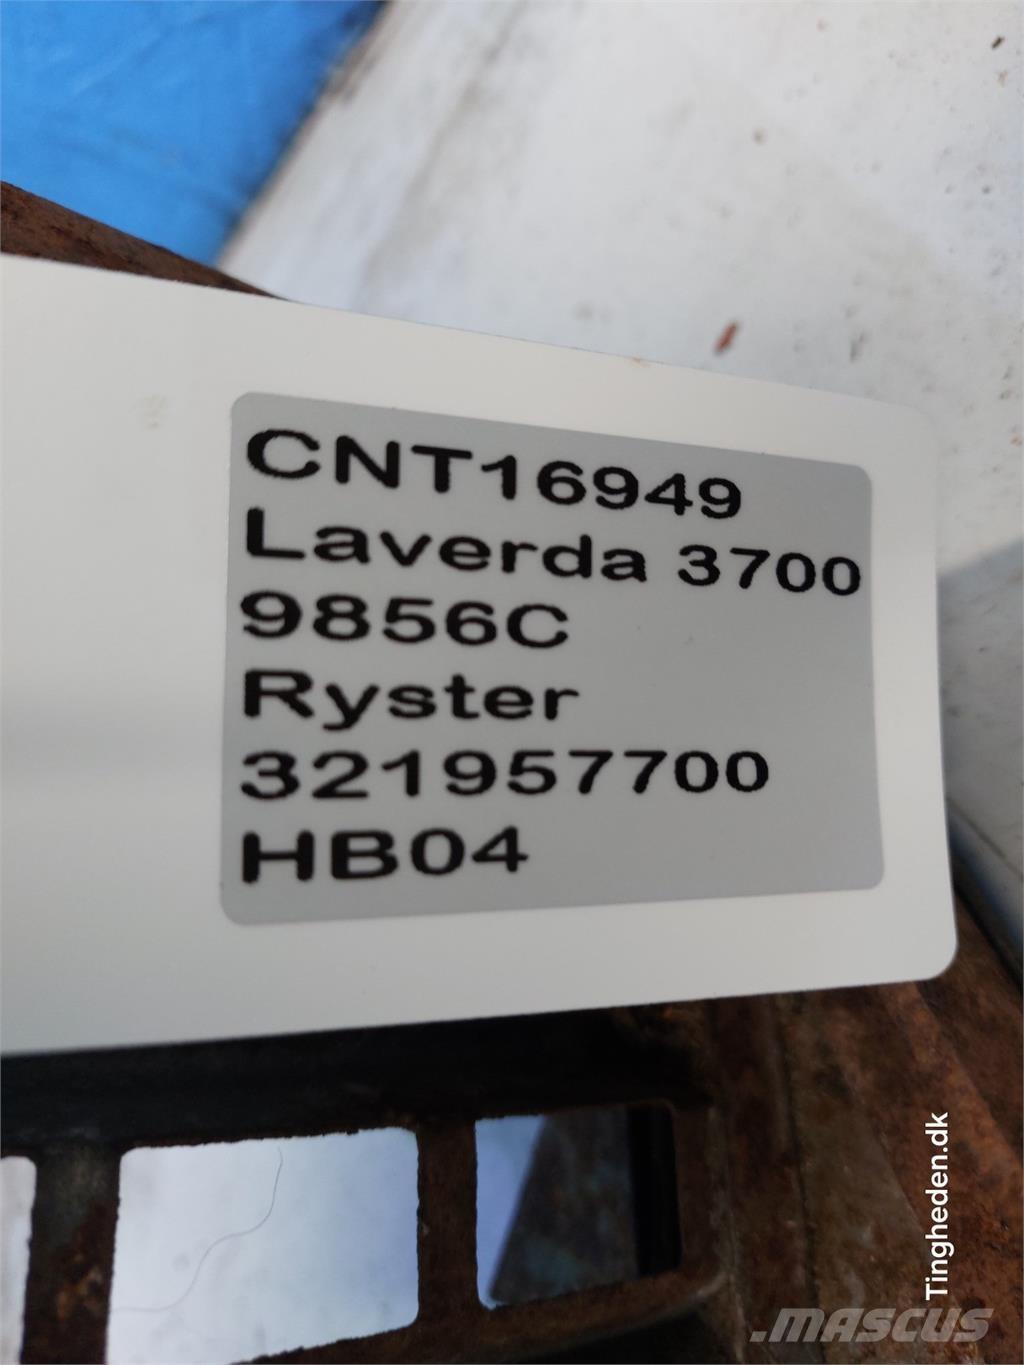 CNT16949
Laverda 3700
9856C
Ryster
321957700
HB04
Tingheden.dk
.MASCUS